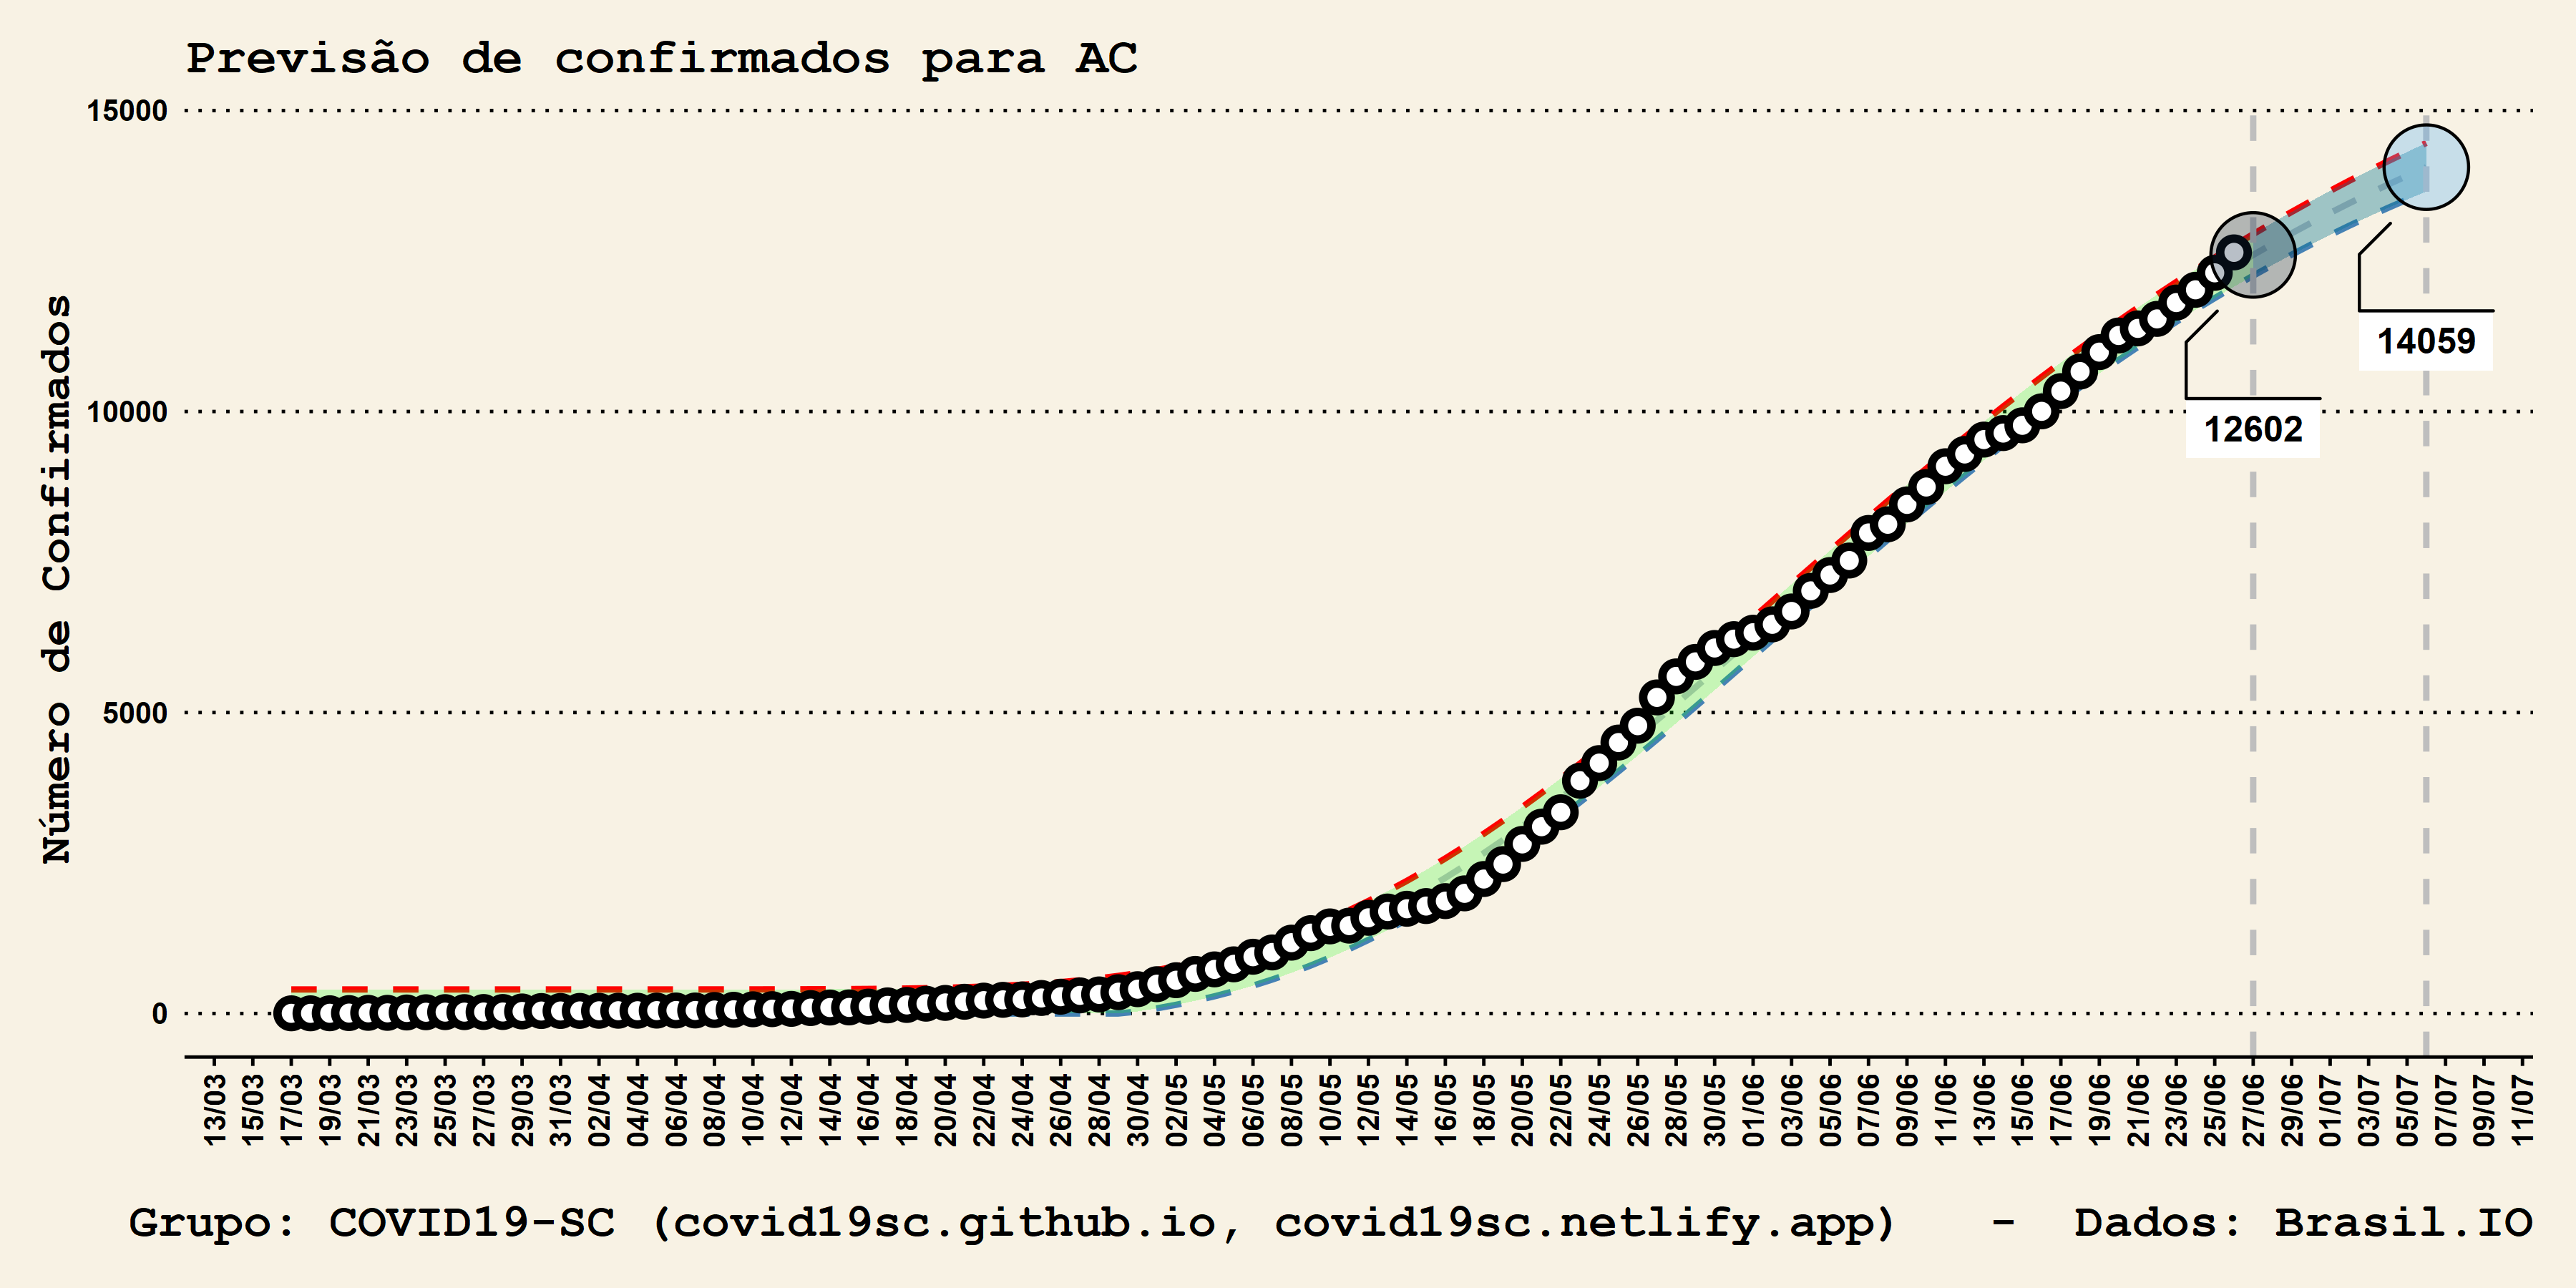 Previsão de confirmados para AC
Número de Confirmados
15000
10000
5000
0
14059
12602
13/03 15/03 17/03 19/03 21/03 23/03 25/03 27/03 29/03 31/03 02/04 04/04 06/04 08/04 10/04 12/04 14/04 16/04 18/04 20/04 22/04 24/04 26/04 28/04 30/04 02/05 04/05 06/05 08/05 10/05 12/05 14/05 16/05 18/05 20/05 22/05 24/05 26/05 28/05 30/05 01/06 03/06 05/06 07/06 09/06 11/06 13/06 15/06 17/06 19/06 21/06 23/06 25/06 27/06 29/06 01/07 03/07 05/07 07/07 09/07 11/07
Grupo: COVID19-SC (covid19sc.github.io, covid19sc.netlify.app) - Dados: Brasil.IO